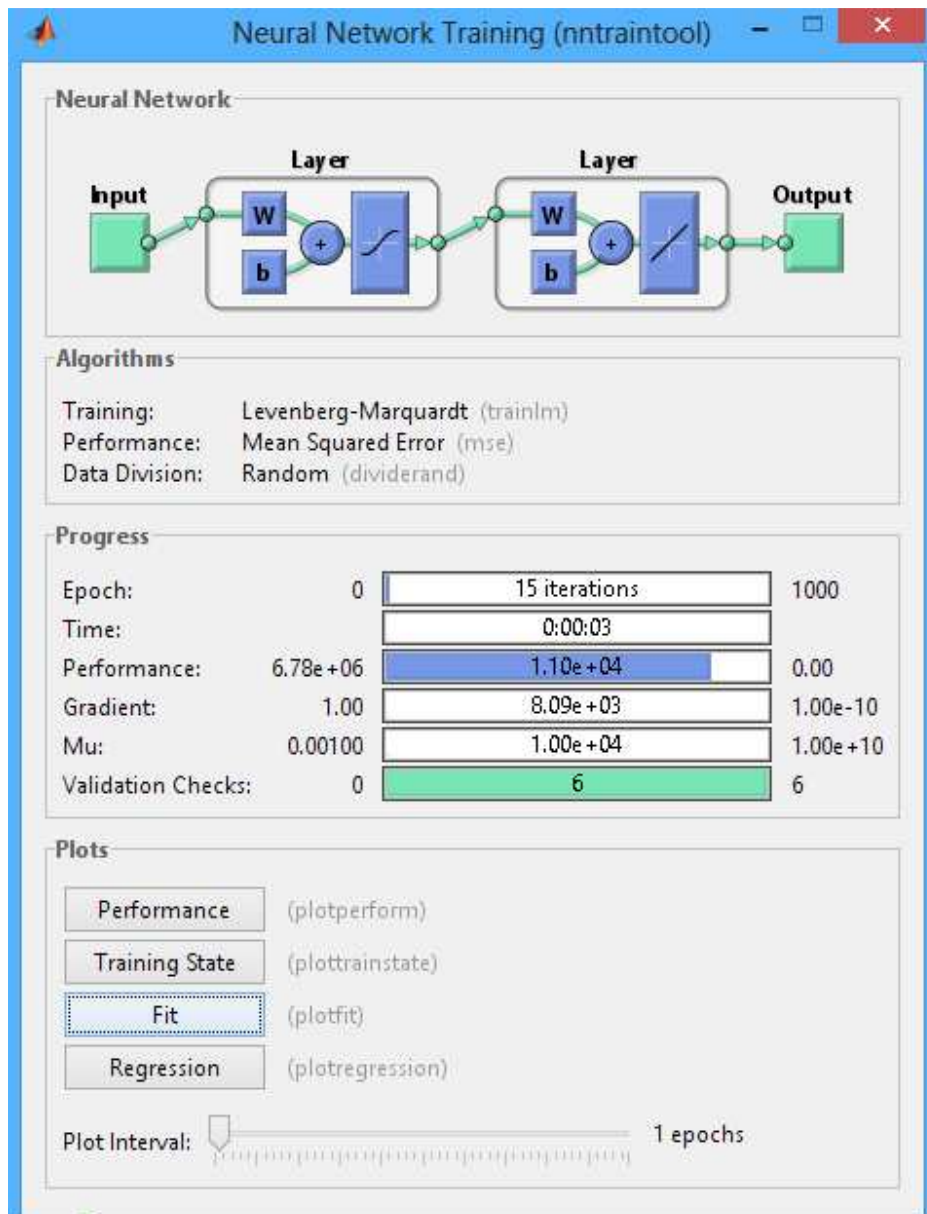 Neural Network Training (nntraintool)
Neural Network
Layer
Layer
Input
Output
W
b
+
W
b
+
Algorithms
Training: Levenberg-Marquardt (trainlm)
Performance: Mean Squared Error (mse)
Data Division: Random (dividerand)
Progress
Epoch: 0 15 iterations 1000
Time: 0:00:03
Performance: 6.78e+06 1.10e+04 0.00
Gradient: 1.00 8.09e+03 1.00e-10
Mu: 0.00100 1.00e+04 1.00e+10
Validation Checks: 0 6 6
Plots
Performance (plotperform)
Training State (plottrainstate)
Fit (plotfit)
Regression (plotregression)
Plot Interval: 1 epochs